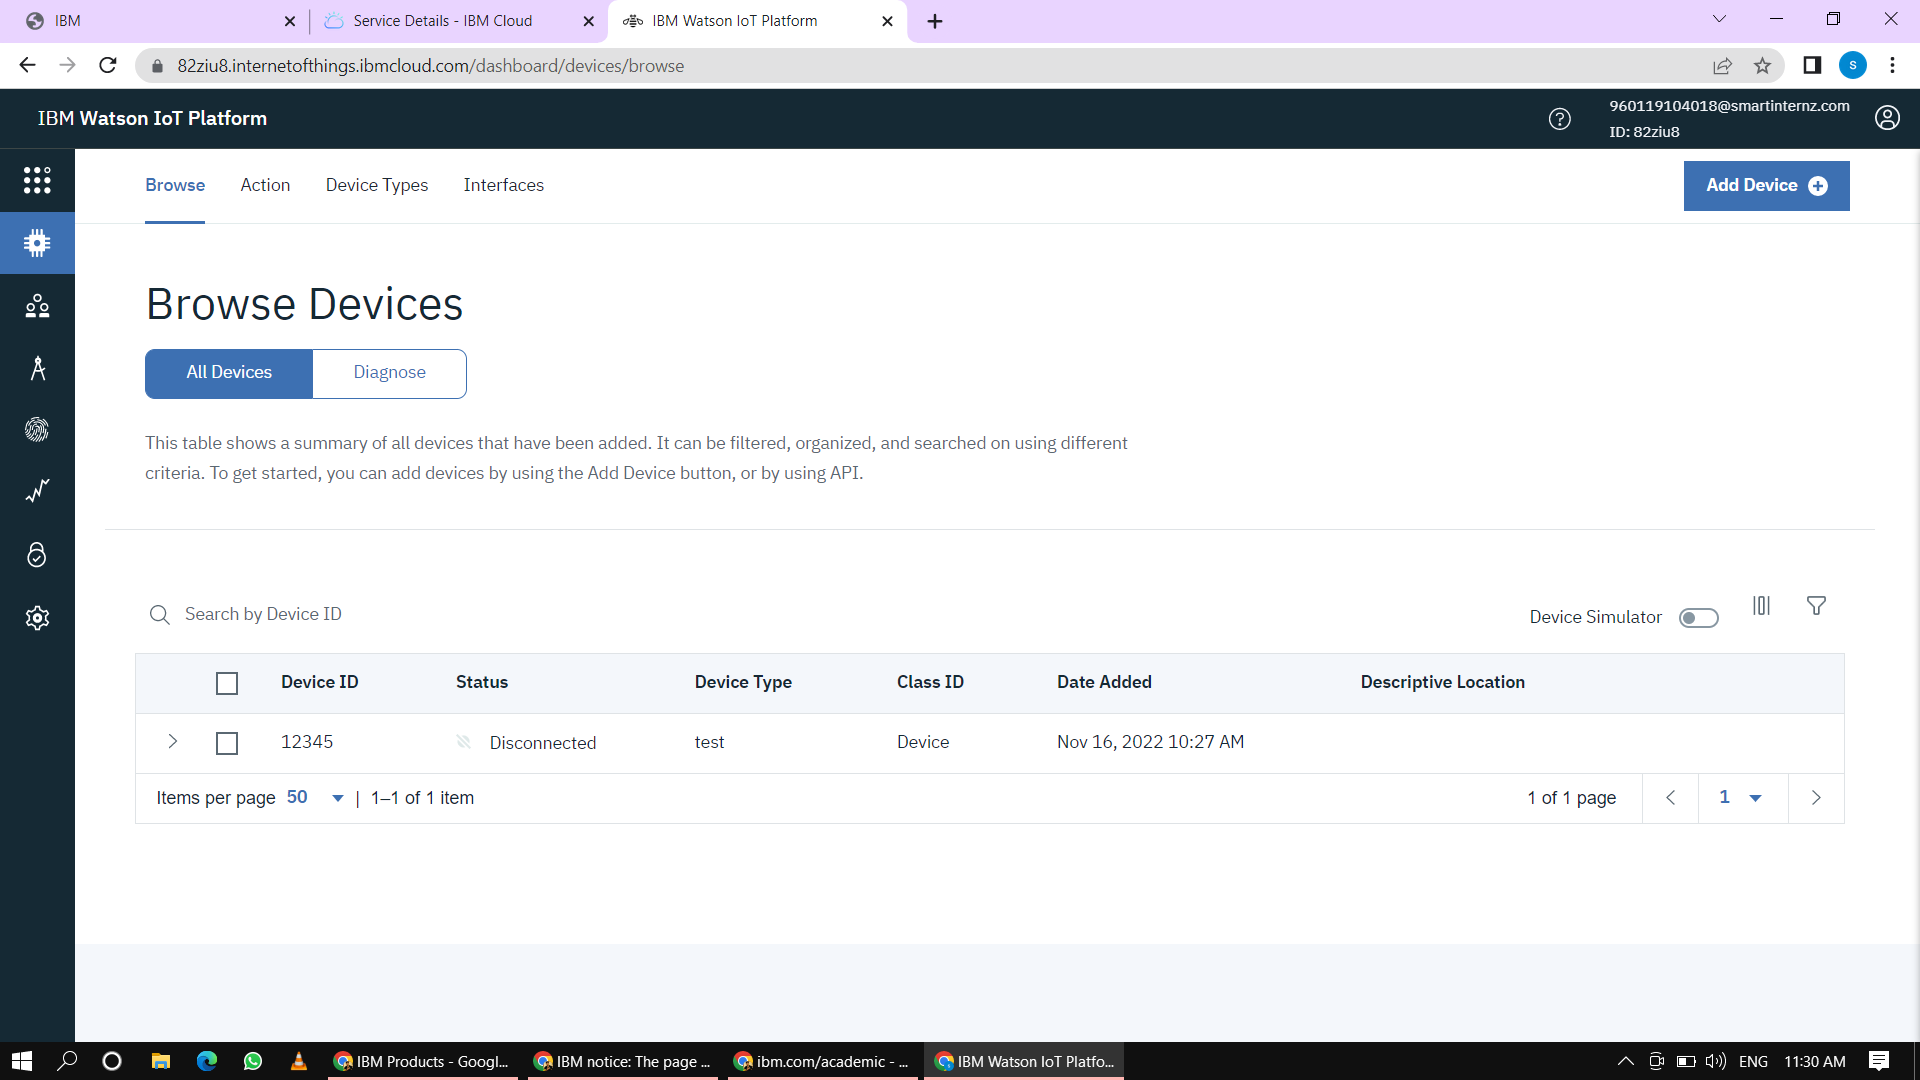 IBM
Service Details - IBM Cloud
IBM Watson IoT Platform
82ziu8.internetofthings.ibmcloud.com/dashboard/devices/browse
s
IBM Watson IoT Platform
960119104018@smartinternz.com
ID: 82ziu8
Browse Action Device Types Interfaces
Add Device
Browse Devices
All Devices Diagnose
This table shows a summary of all devices that have been added. It can be filtered, organized, and searched on using different
criteria. To get started, you can add devices by using the Add Device button, or by using API.
Search by Device ID
Device Simulator
Device ID Status Device Type Class ID Date Added Descriptive Location
12345 Disconnected test Device Nov 16, 2022 10:27 AM
Items per page 50 | 1–1 of 1 item
1 of 1 page 1
IBM Products - Googl...
IBM notice: The page ...
ibm.com/academic - ...
IBM Watson IoT Platfo...
ENG 11:30 AM